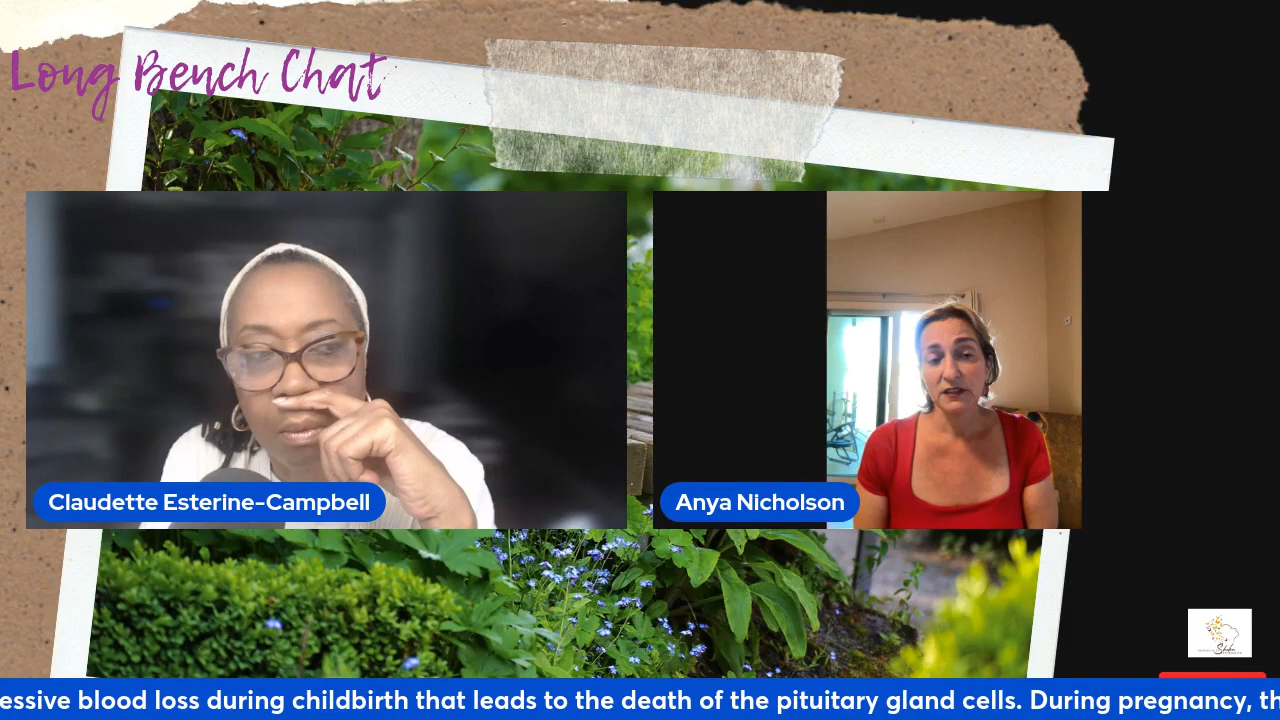 Long Bench Chat
Claudette Esterine-Campbell
Anya Nicholson
essive blood loss during childbirth that leads to the death of the pituitary gland cells. During pregnancy, th